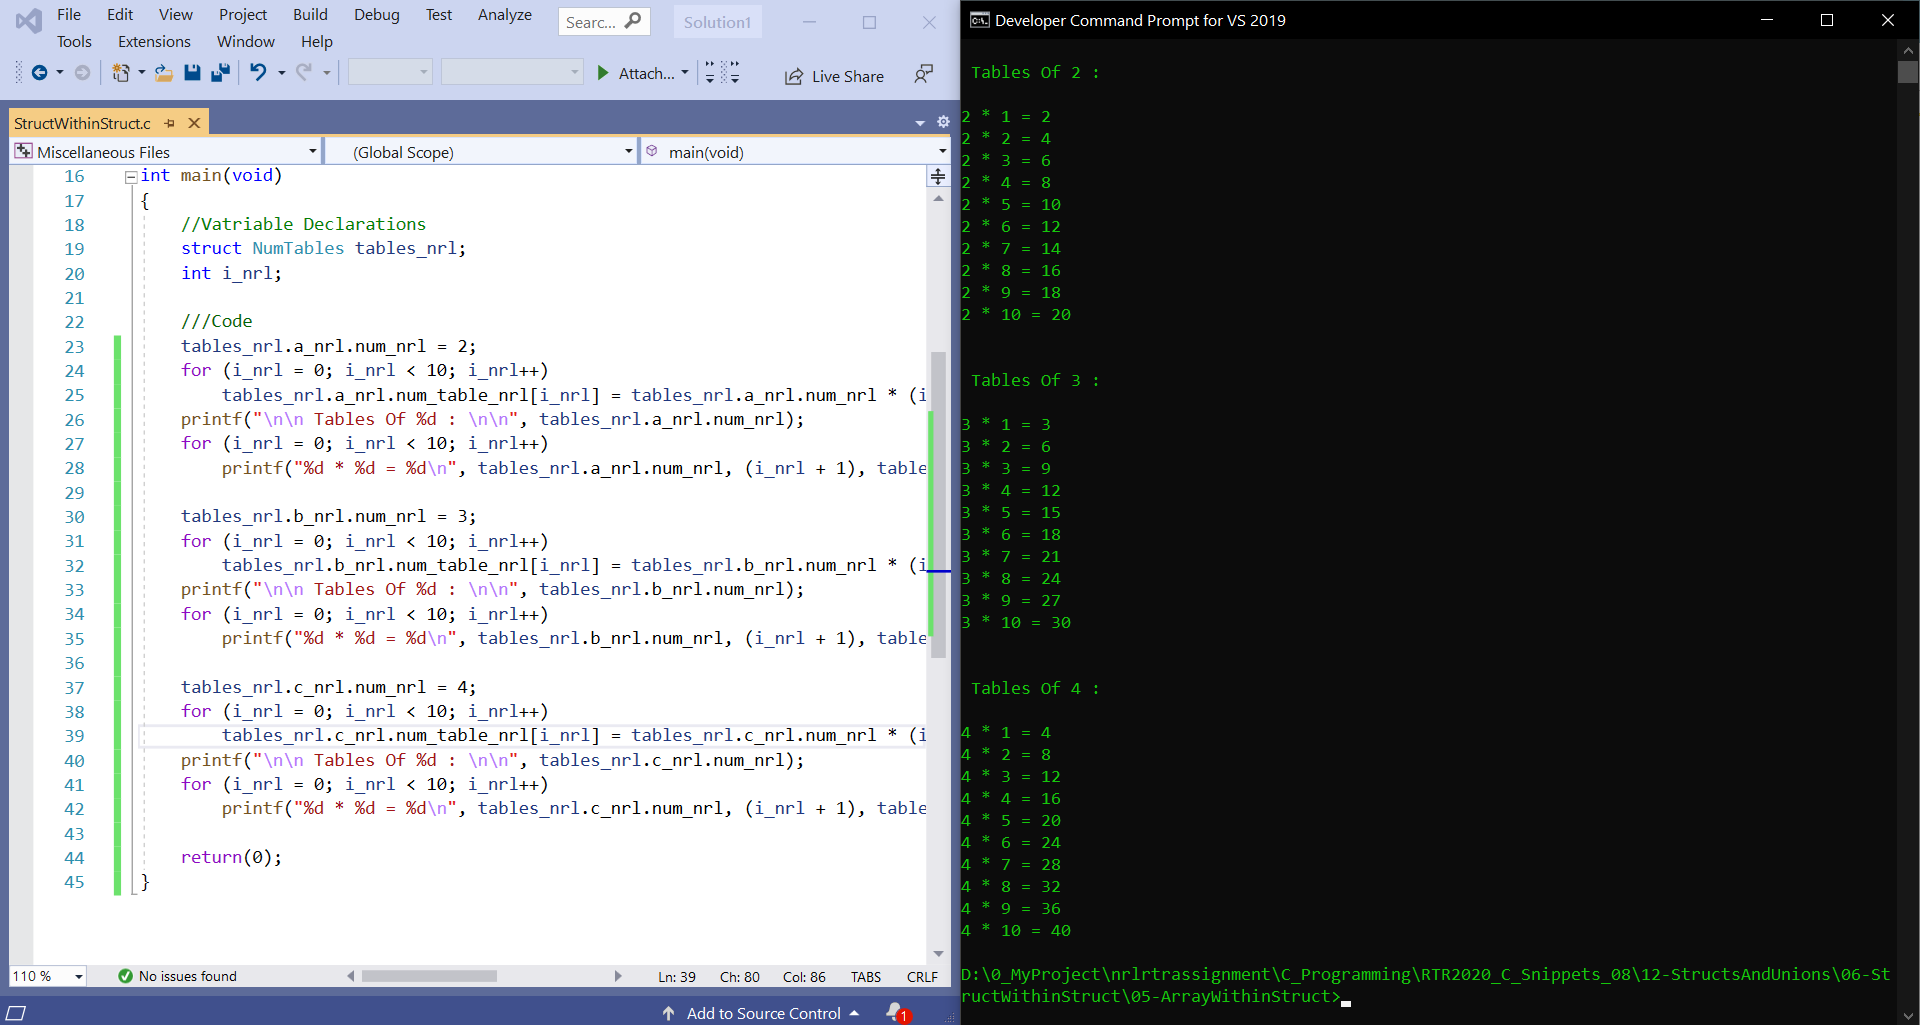 File Edit View Project Build Debug Test Analyze Searc... Solution1
Tools Extensions Window Help
Attach... Live Share
StructWithinStruct.c
Miscellaneous Files (Global Scope) main(void)
16 int main(void)
17 {
18 //Vatriable Declarations
19 struct NumTables tables_nrl;
20 int i_nrl;
21
22 ///Code
23 tables_nrl.a_nrl.num_nrl = 2;
24 for (i_nrl = 0; i_nrl < 10; i_nrl++)
25 tables_nrl.a_nrl.num_table_nrl[i_nrl] = tables_nrl.a_nrl.num_nrl * (i
26 printf("\n\n Tables Of %d : \n\n", tables_nrl.a_nrl.num_nrl);
27 for (i_nrl = 0; i_nrl < 10; i_nrl++)
28 printf("%d * %d = %d\n", tables_nrl.a_nrl.num_nrl, (i_nrl + 1), table
29
30 tables_nrl.b_nrl.num_nrl = 3;
31 for (i_nrl = 0; i_nrl < 10; i_nrl++)
32 tables_nrl.b_nrl.num_table_nrl[i_nrl] = tables_nrl.b_nrl.num_nrl * (i
33 printf("\n\n Tables Of %d : \n\n", tables_nrl.b_nrl.num_nrl);
34 for (i_nrl = 0; i_nrl < 10; i_nrl++)
35 printf("%d * %d = %d\n", tables_nrl.b_nrl.num_nrl, (i_nrl + 1), table
36
37 tables_nrl.c_nrl.num_nrl = 4;
38 for (i_nrl = 0; i_nrl < 10; i_nrl++)
39 tables_nrl.c_nrl.num_table_nrl[i_nrl] = tables_nrl.c_nrl.num_nrl * (i
40 printf("\n\n Tables Of %d : \n\n", tables_nrl.c_nrl.num_nrl);
41 for (i_nrl = 0; i_nrl < 10; i_nrl++)
42 printf("%d * %d = %d\n", tables_nrl.c_nrl.num_nrl, (i_nrl + 1), table
43
44 return(0);
45 }
110 % No issues found Ln: 39 Ch: 80 Col: 86 TABS CRLF
Add to Source Control 1
Developer Command Prompt for VS 2019
Tables Of 2 :
2 * 1 = 2
2 * 2 = 4
2 * 3 = 6
2 * 4 = 8
2 * 5 = 10
2 * 6 = 12
2 * 7 = 14
2 * 8 = 16
2 * 9 = 18
2 * 10 = 20
Tables Of 3 :
3 * 1 = 3
3 * 2 = 6
3 * 3 = 9
3 * 4 = 12
3 * 5 = 15
3 * 6 = 18
3 * 7 = 21
3 * 8 = 24
3 * 9 = 27
3 * 10 = 30
Tables Of 4 :
4 * 1 = 4
4 * 2 = 8
4 * 3 = 12
4 * 4 = 16
4 * 5 = 20
4 * 6 = 24
4 * 7 = 28
4 * 8 = 32
4 * 9 = 36
4 * 10 = 40
D:\0_MyProject\nrlrtrassignment\C_Programming\RTR2020_C_Snippets_08\12-StructsAndUnions\06-St
ructWithinStruct\05-ArrayWithinStruct>